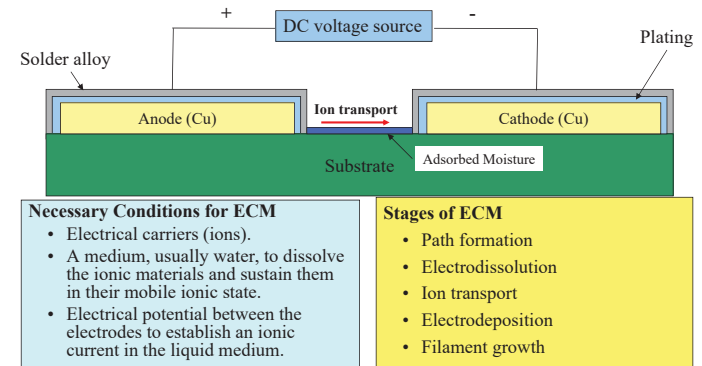 +
DC voltage source
-
Solder alloy
Plating
Ion transport
Anode (Cu)
Cathode (Cu)
Adsorbed Moisture
Substrate
Necessary Conditions for ECM
• Electrical carriers (ions).
• A medium, usually water, to dissolve
the ionic materials and sustain them
in their mobile ionic state.
• Electrical potential between the
electrodes to establish an ionic
current in the liquid medium.
Stages of ECM
• Path formation
• Electrodissolution
• Ion transport
• Electrodeposition
• Filament growth